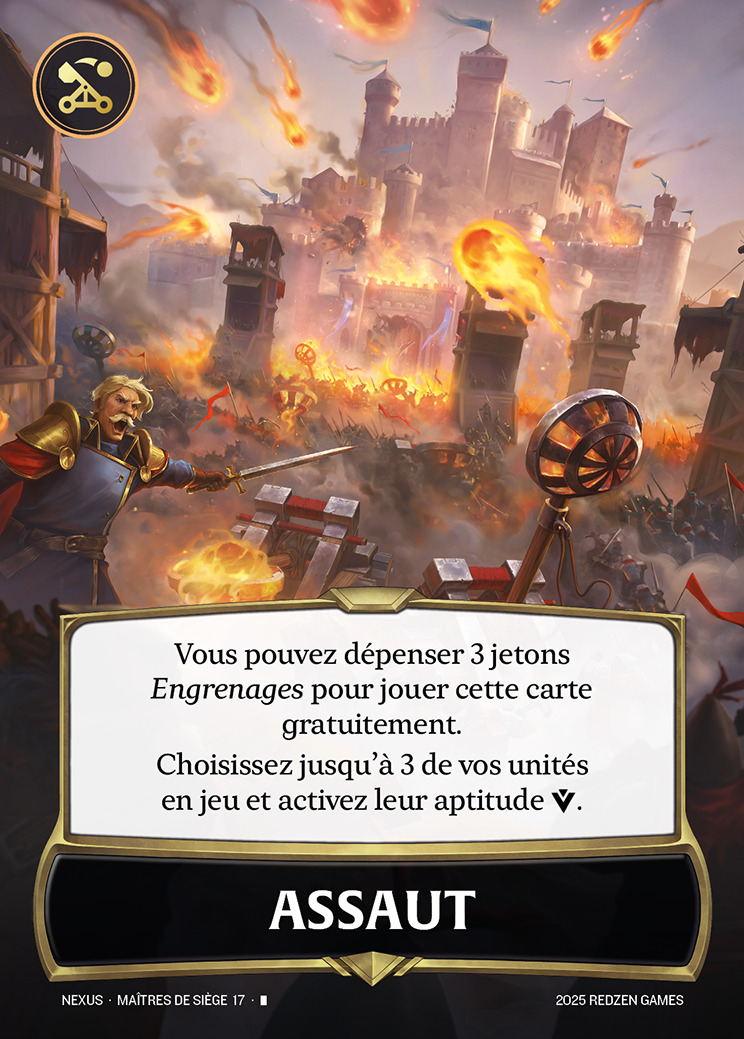 Vous pouvez dépenser 3 jetons
Engrenages pour jouer cette carte
gratuitement.
Choisissez jusqu'à 3 de vos unités
en jeu et activez leur aptitude .
ASSAUT
NEXUS · MAÎTRES DE SIÈGE 17 ·
2025 REDZEN GAMES